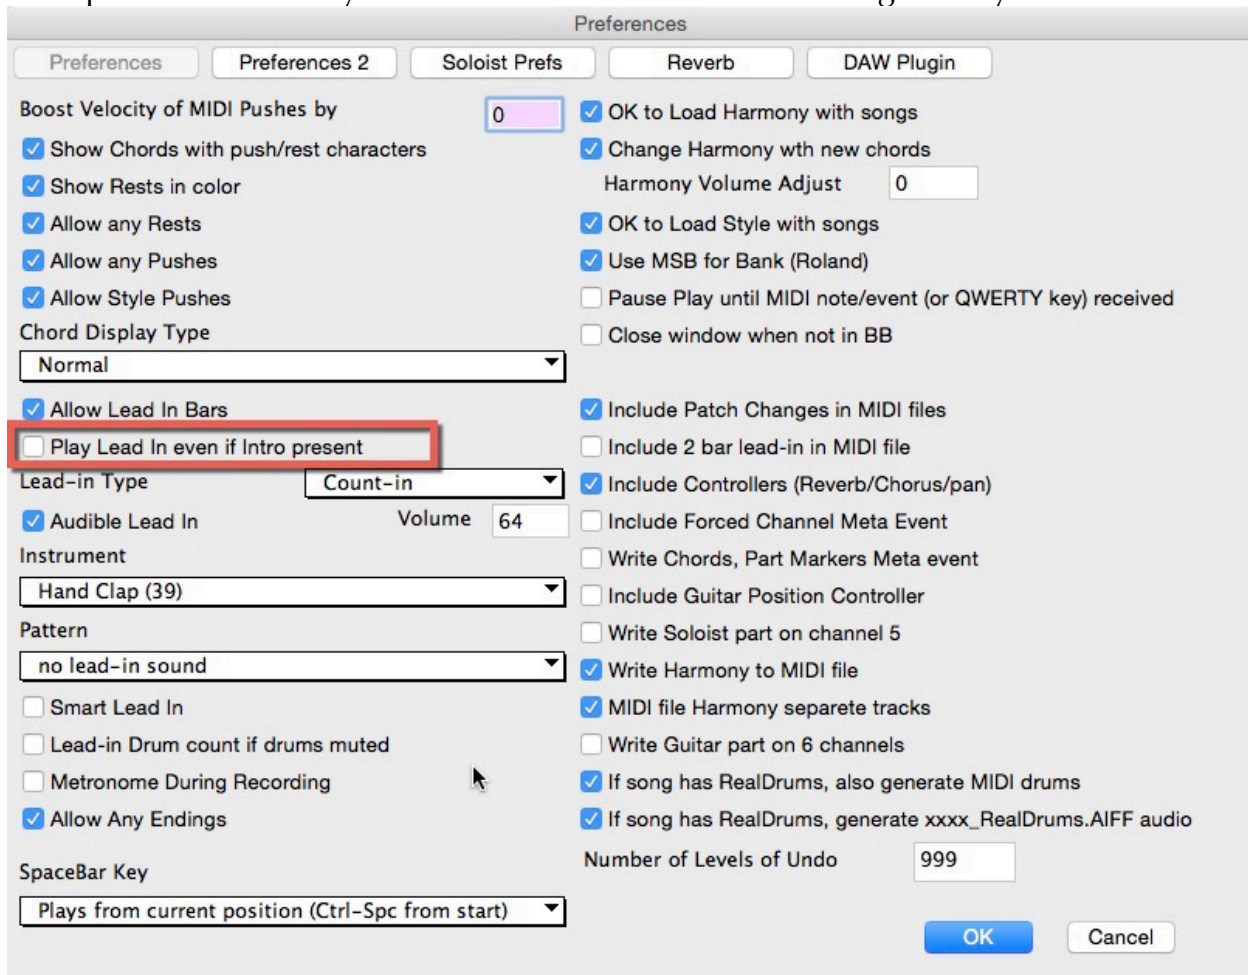 Preferences
Preferences Preferences 2 Soloist Prefs Reverb DAW Plugin
Boost Velocity of MIDI Pushes by 0
Show Chords with push/rest characters
Show Rests in color
Allow any Rests
Allow any Pushes
Allow Style Pushes
Chord Display Type
Normal
Allow Lead In Bars
Play Lead In even if Intro present
Lead-in Type Count-in
Audible Lead In Volume 64
Instrument
Hand Clap (39)
Pattern
no lead-in sound
Smart Lead In
Lead-in Drum count if drums muted
Metronome During Recording
Allow Any Endings
SpaceBar Key
Plays from current position (Ctrl-Spc from start)
OK to Load Harmony with songs
Change Harmony wth new chords
Harmony Volume Adjust 0
OK to Load Style with songs
Use MSB for Bank (Roland)
Pause Play until MIDI note/event (or QWERTY key) received
Close window when not in BB
Include Patch Changes in MIDI files
Include 2 bar lead-in in MIDI file
Include Controllers (Reverb/Chorus/pan)
Include Forced Channel Meta Event
Write Chords, Part Markers Meta event
Include Guitar Position Controller
Write Soloist part on channel 5
Write Harmony to MIDI file
MIDI file Harmony separete tracks
Write Guitar part on 6 channels
If song has RealDrums, also generate MIDI drums
If song has RealDrums, generate xxxx_RealDrums.AIFF audio
Number of Levels of Undo 999
OK Cancel